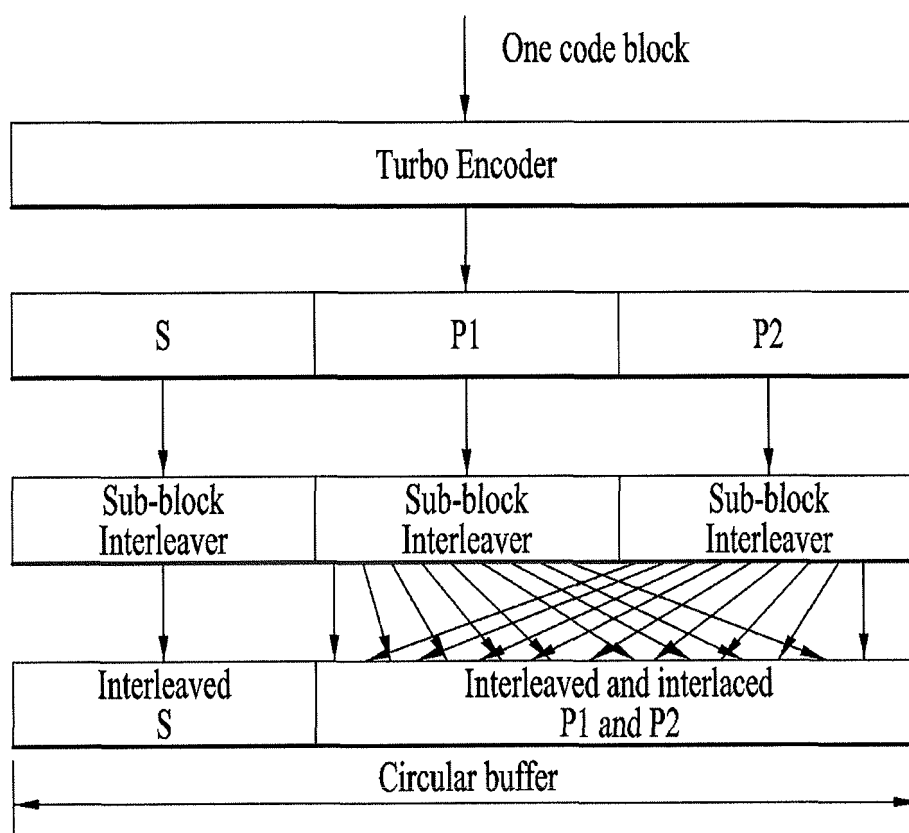 One code block
Turbo Encoder
S
P1
P2
Sub-block
Interleaver
Sub-block
Interleaver
Sub-block
Interleaver
Interleaved
S
Interleaved and interlaced
P1 and P2
Circular buffer